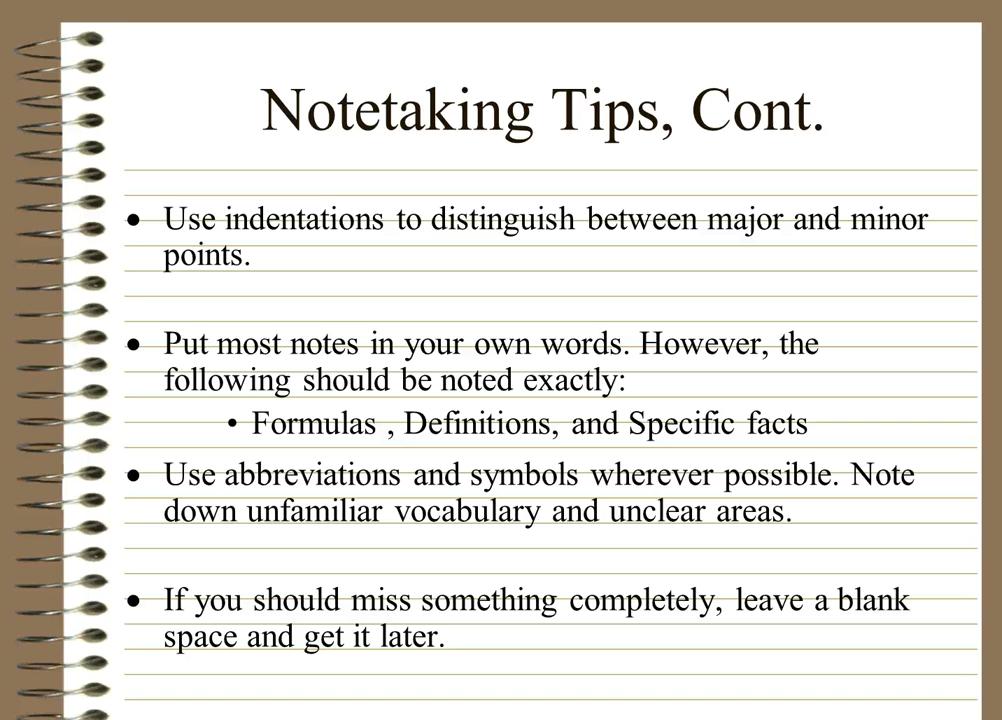 Notetaking Tips, Cont.
• Use indentations to distinguish between major and minor
points.
• Put most notes in your own words. However, the
following should be noted exactly:
• Formulas , Definitions, and Specific facts
• Use abbreviations and symbols wherever possible. Note
down unfamiliar vocabulary and unclear areas.
• If you should miss something completely, leave a blank
space and get it later.